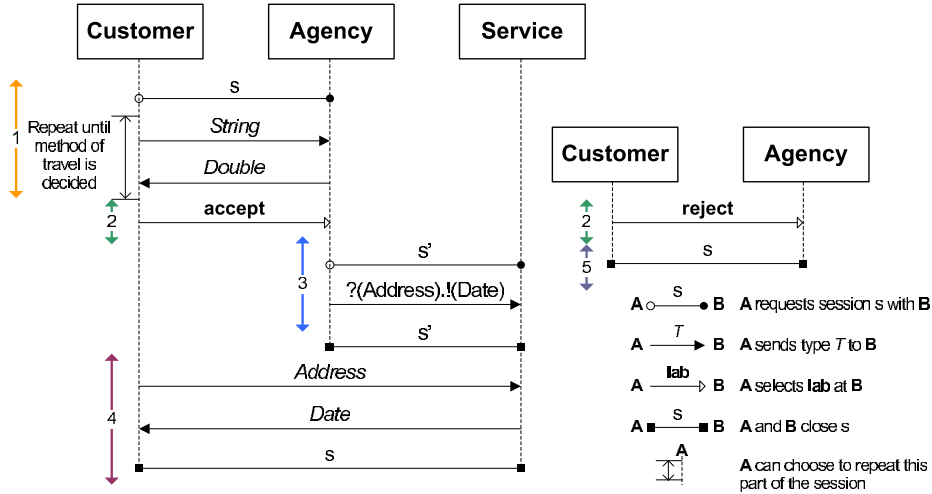 Customer
Agency
Service
s
1
Repeat until
method of
travel is
decided
String
Double
2
accept
3
s'
?(Address).!(Date)
s'
4
Address
Date
s
Customer
Agency
2
reject
5
s
A s B A requests session s with B
A T B A sends type T to B
A lab B A selects lab at B
A s B A and B close s
A
A can choose to repeat this
part of the session